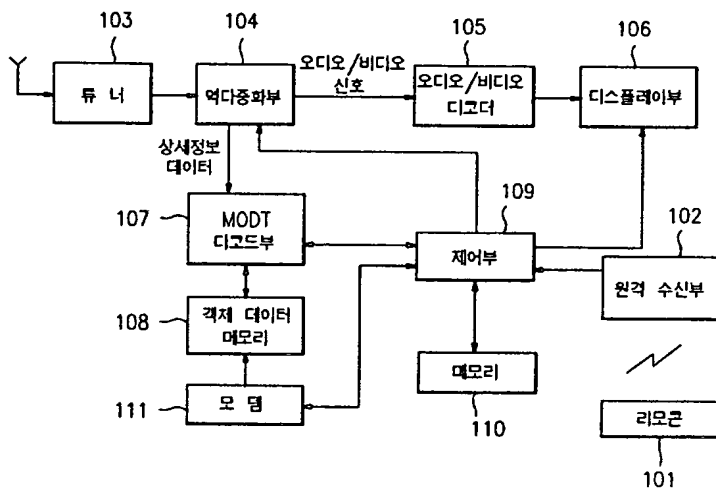 103
104
105
106
튜 너
역다중화부
오디오/비디오
신호
오디오/비디오
디코더
디스플레이부
상세정보
데이터
107
MODT
디코드부
109
제어부
102
원격 수신부
108
객체 데이터
메모리
111
모 뎀
메모리
110
리모콘
101